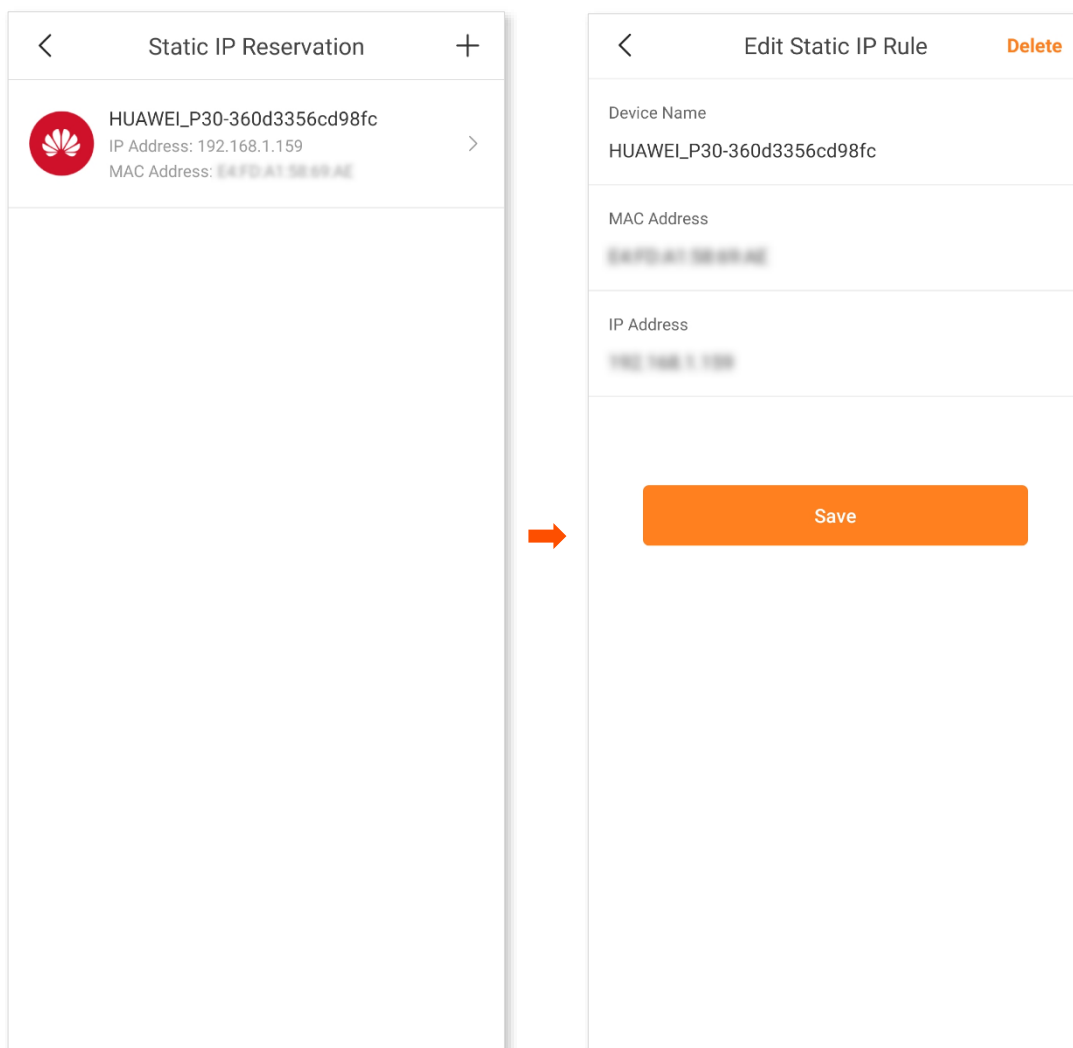 Static IP Reservation
HUAWEI_P30-360d3356cd98fc
IP Address: 192.168.1.159
MAC Address:
Edit Static IP Rule
Delete
Device Name
HUAWEI_P30-360d3356cd98fc
MAC Address
IP Address
Save